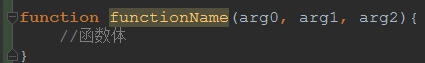 function functionName(arg0, arg1, arg2){
//函数体
}